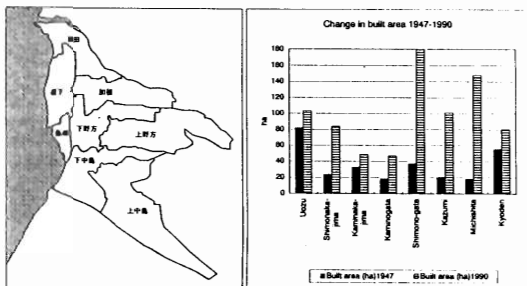 加積
下野方
上野方
下中島
上中島
Change in built area 1947-1990
ha
180
160
140
120
100
80
60
40
20
0
Uozu
Shimonaka-
jima
Kaminaka-
jima
Kaminogata
Shimono-gata
Kazumi
Michishita
Kyoden
Built area (ha)1947
Built area (ha)1990